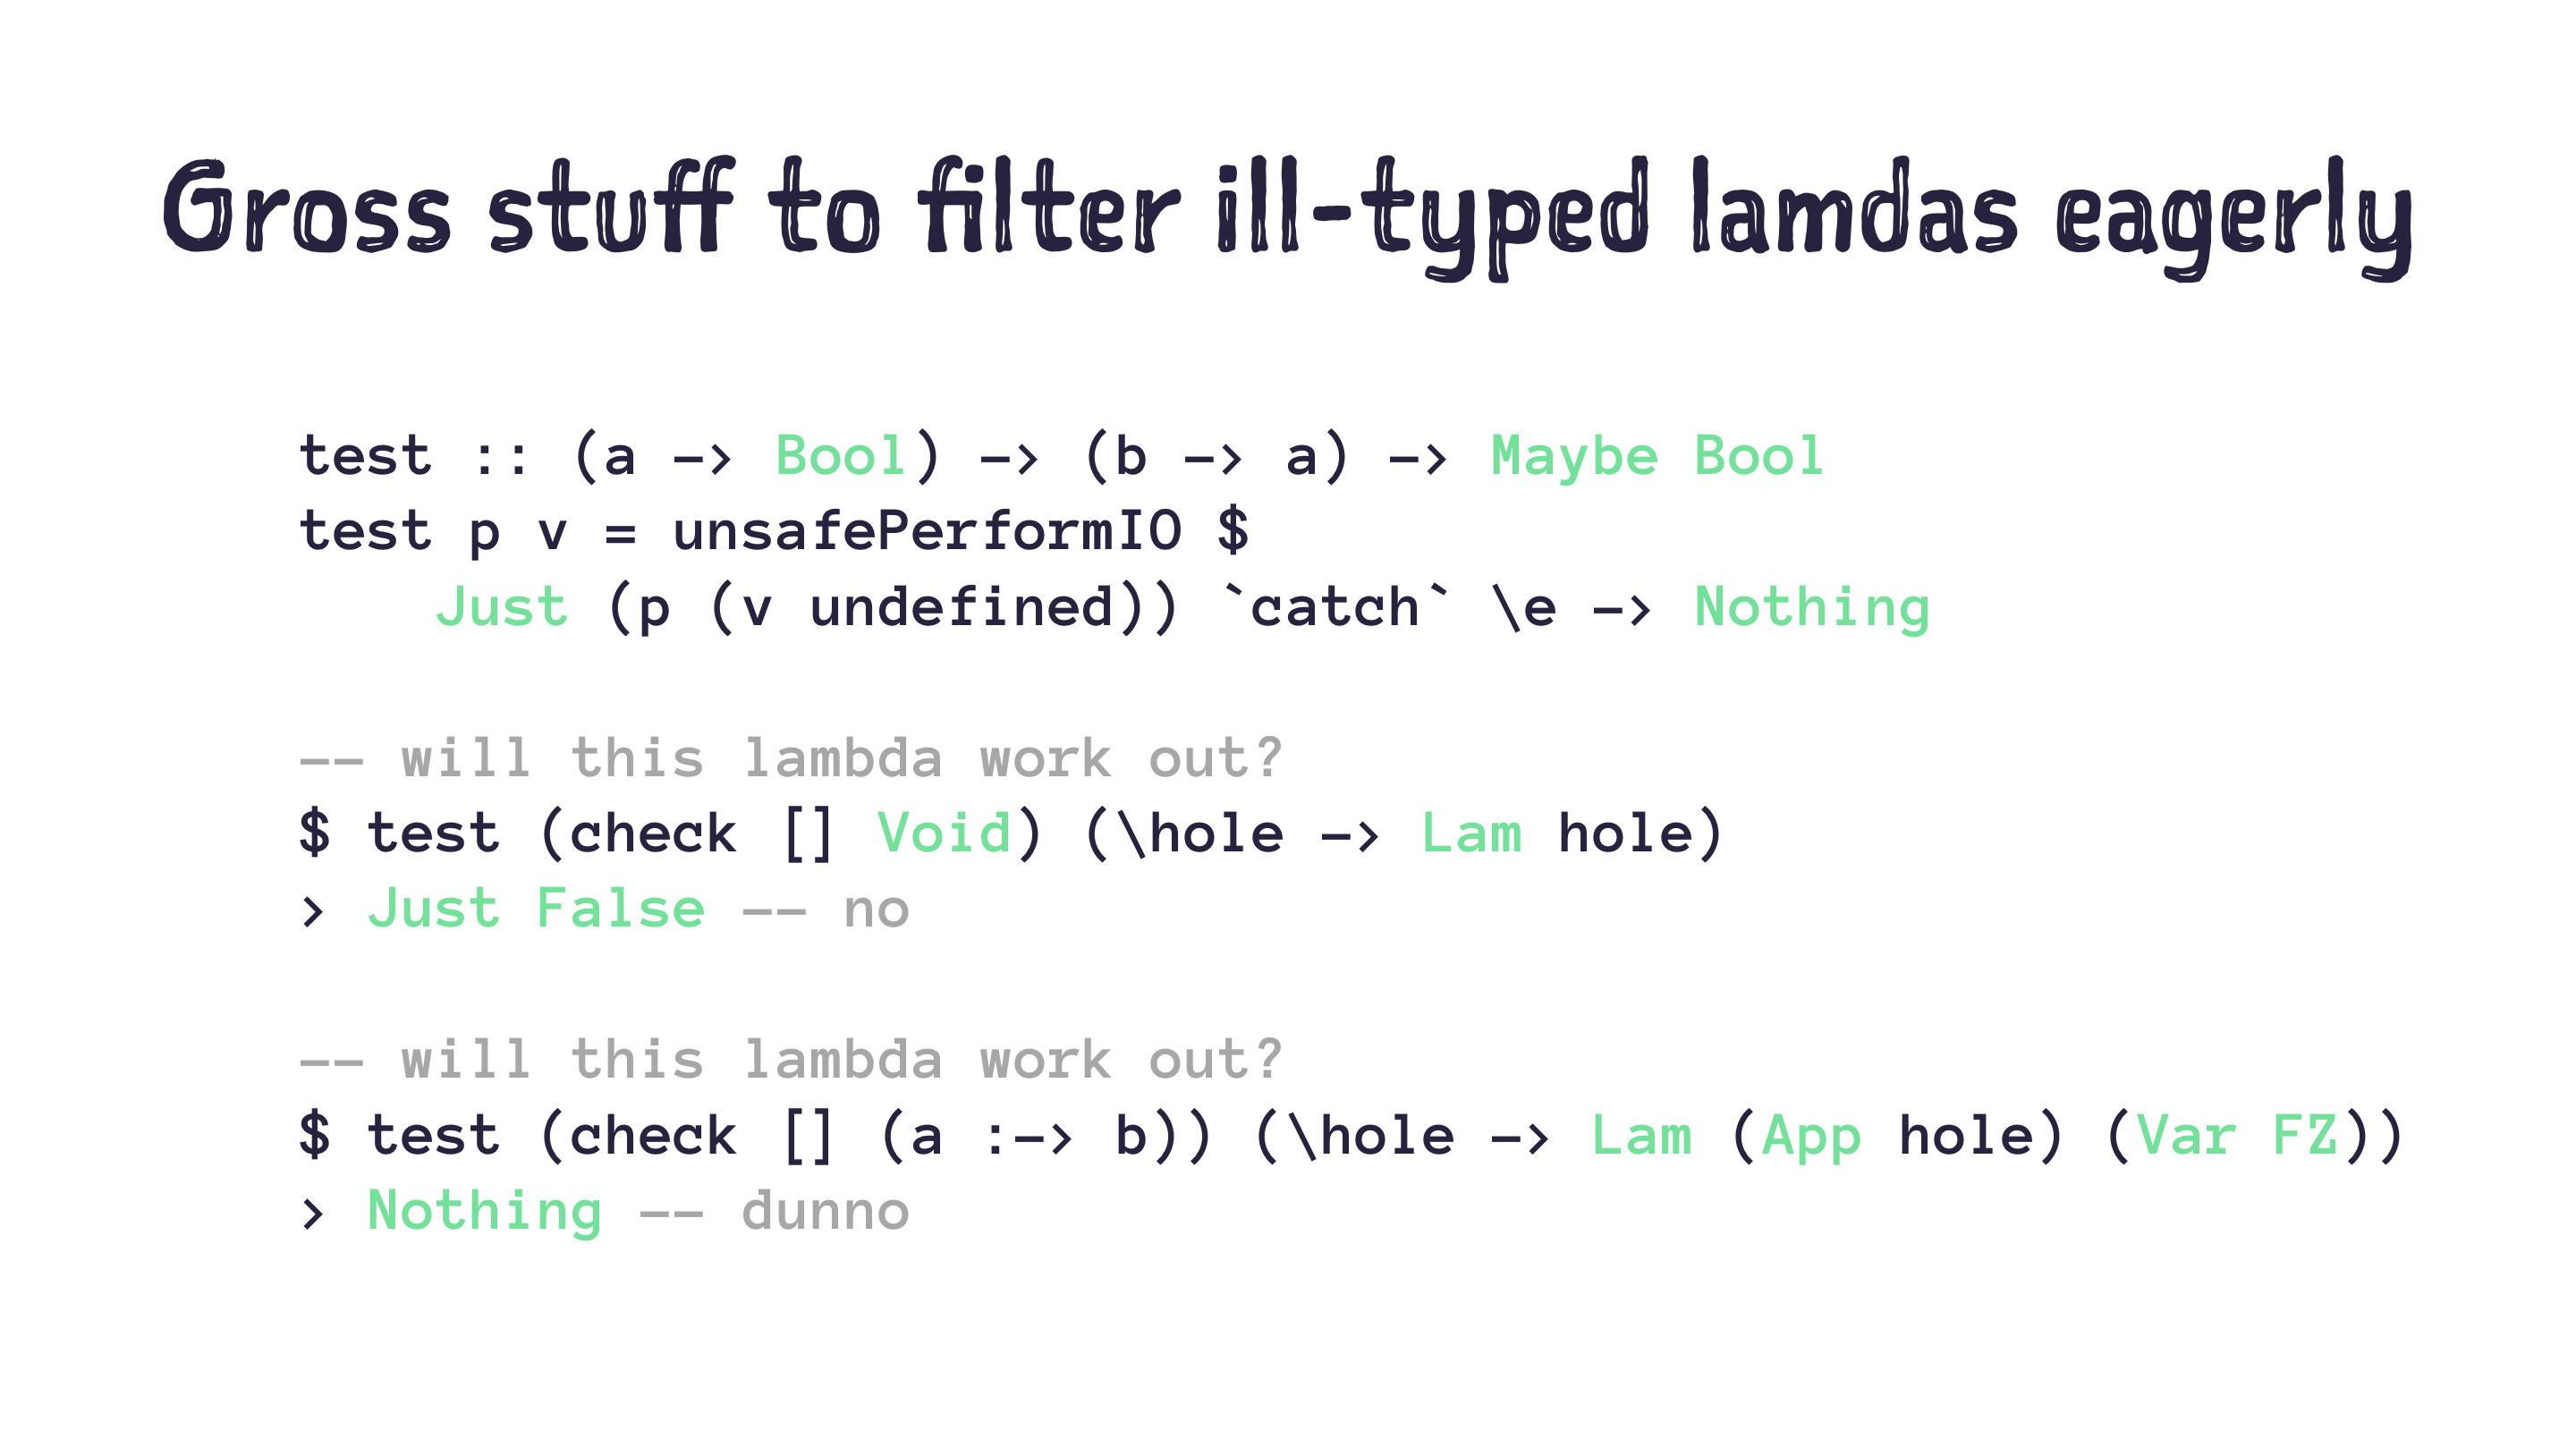 Gross stuff to filter ill-typed lamdas eagerly
test :: (a -> Bool) -> (b -> a) -> Maybe Bool
test p v = unsafePerformIO $
    Just (p (v undefined)) `catch` \e -> Nothing
-- will this lambda work out?
$ test (check [] Void) (\hole -> Lam hole)
> Just False -- no
-- will this lambda work out?
$ test (check [] (a :-> b)) (\hole -> Lam (App hole) (Var FZ))
> Nothing -- dunno